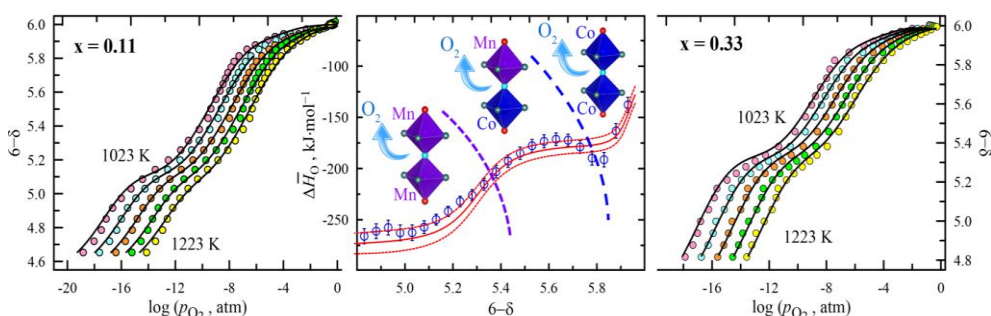 x = 0.11
6–δ
6.0
5.8
5.6
5.4
5.2
5.0
4.8
4.6
1023 K
1223 K
-20
-16
-12
-8
-4
0
log (pO2 , atm)
ΔH̅O , kJ·mol–1
-100
-150
-200
-250
O2
Mn
Mn
O2
Mn
Co
O2
Co
Co
5.0
5.2
5.4
5.6
5.8
6–δ
x = 0.33
1023 K
1223 K
-16
-12
-8
-4
0
log (pO2 , atm)
6.0
5.8
5.6
5.4
5.2
5.0
4.8
6–δ